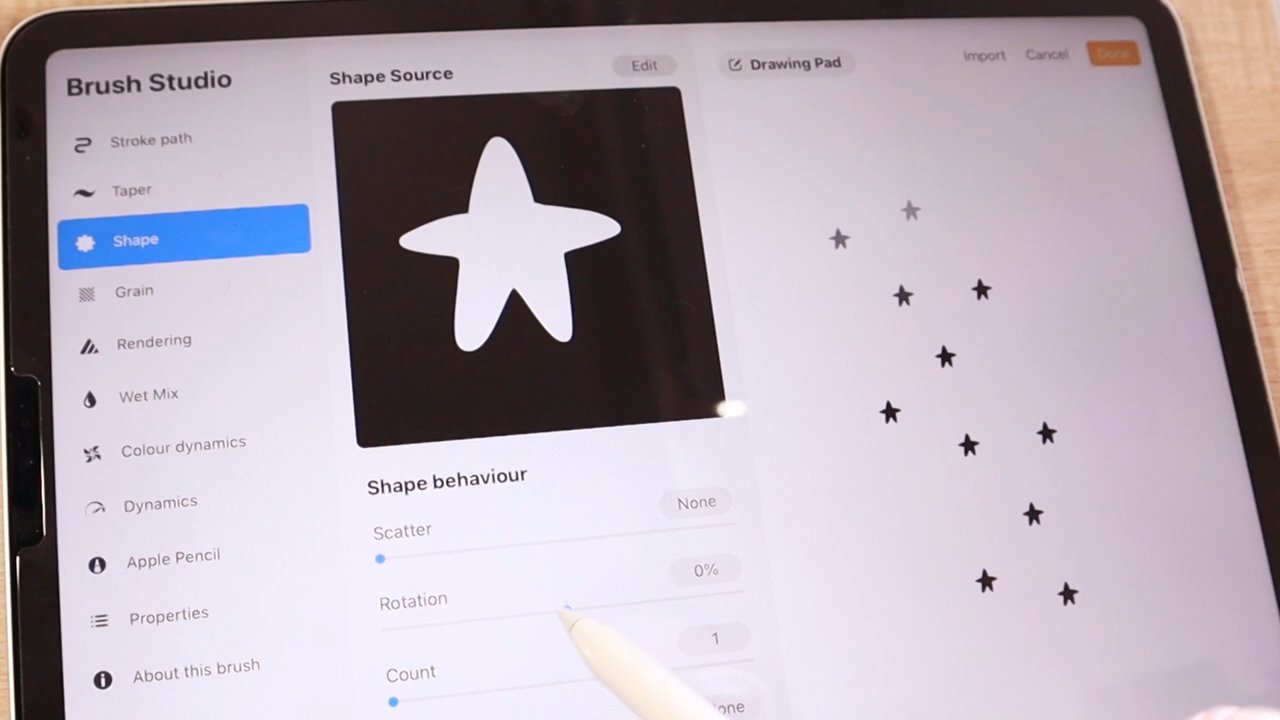 Brush Studio
Stroke path
Taper
Shape
Grain
Rendering
Wet Mix
Colour dynamics
Dynamics
Apple Pencil
Properties
About this brush
Shape Source
Edit
Shape behaviour
Scatter
None
Rotation
0%
Count
1
Drawing Pad
Import
Cancel
Done